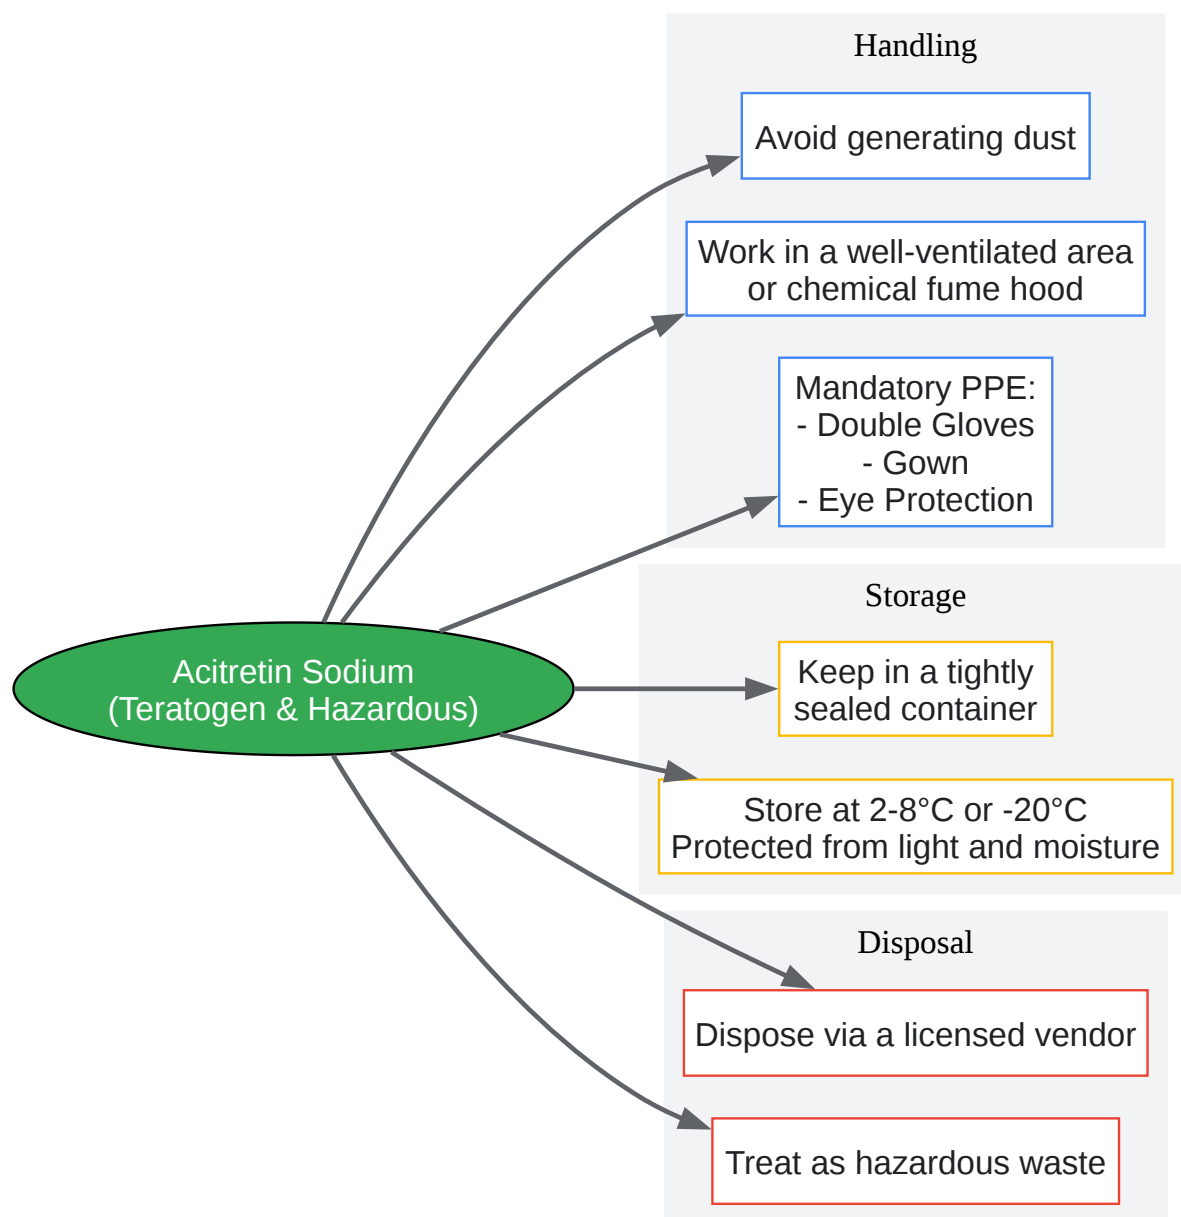 Handling
Avoid generating dust
Work in a well-ventilated area
or chemical fume hood
Mandatory PPE:
- Double Gloves
- Gown
- Eye Protection
Storage
Acitretin Sodium
(Teratogen & Hazardous)
Keep in a tightly
sealed container
Store at 2-8°C or -20°C
Protected from light and moisture
Disposal
Dispose via a licensed vendor
Treat as hazardous waste